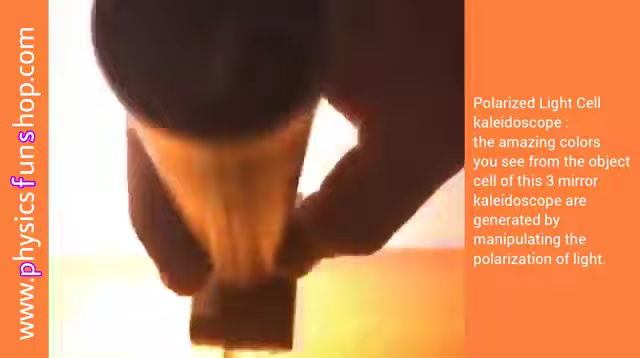 www.physicsfunshop.com
Polarized Light Cell
kaleidoscope :
the amazing colors
you see from the object
cell of this 3 mirror
kaleidoscope are
generated by
manipulating the
polarization of light.